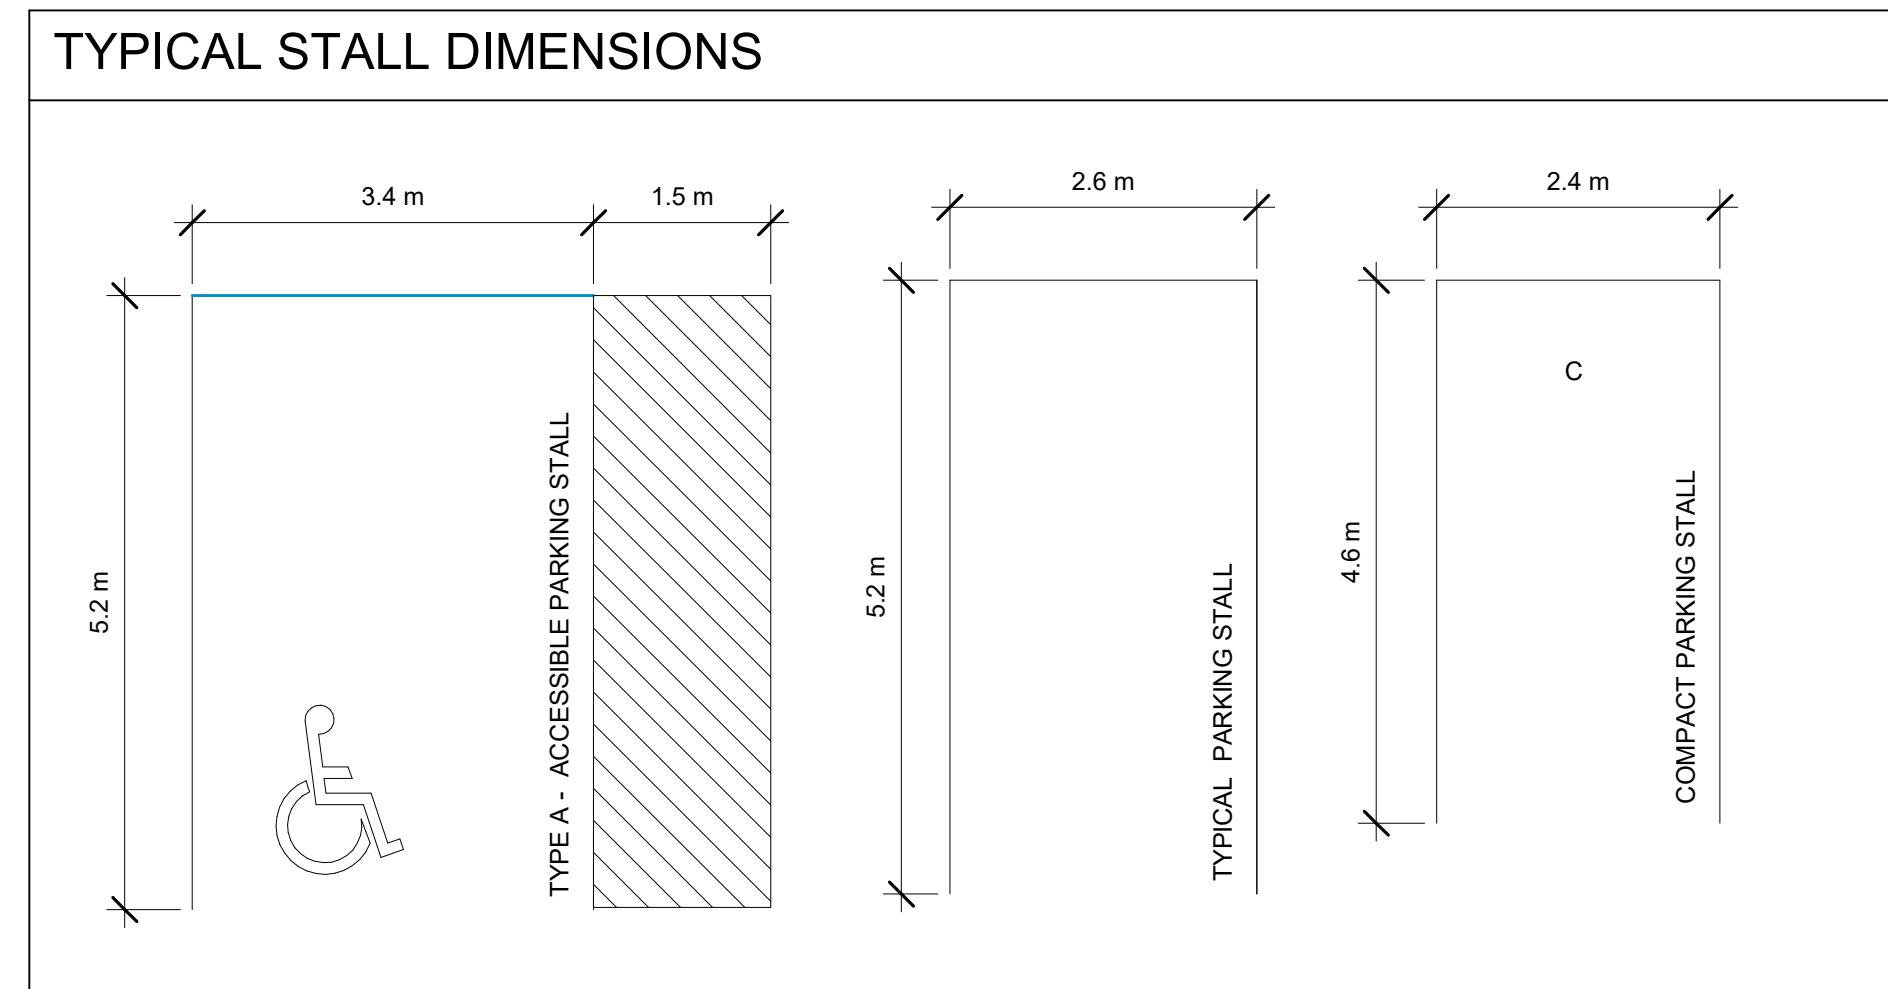 TYPICAL STALL DIMENSIONS
3.4 m
1.5 m
5.2 m
TYPE A - ACCESSIBLE PARKING STALL
2.6 m
5.2 m
TYPICAL PARKING STALL
2.4 m
4.6 m
C
COMPACT PARKING STALL